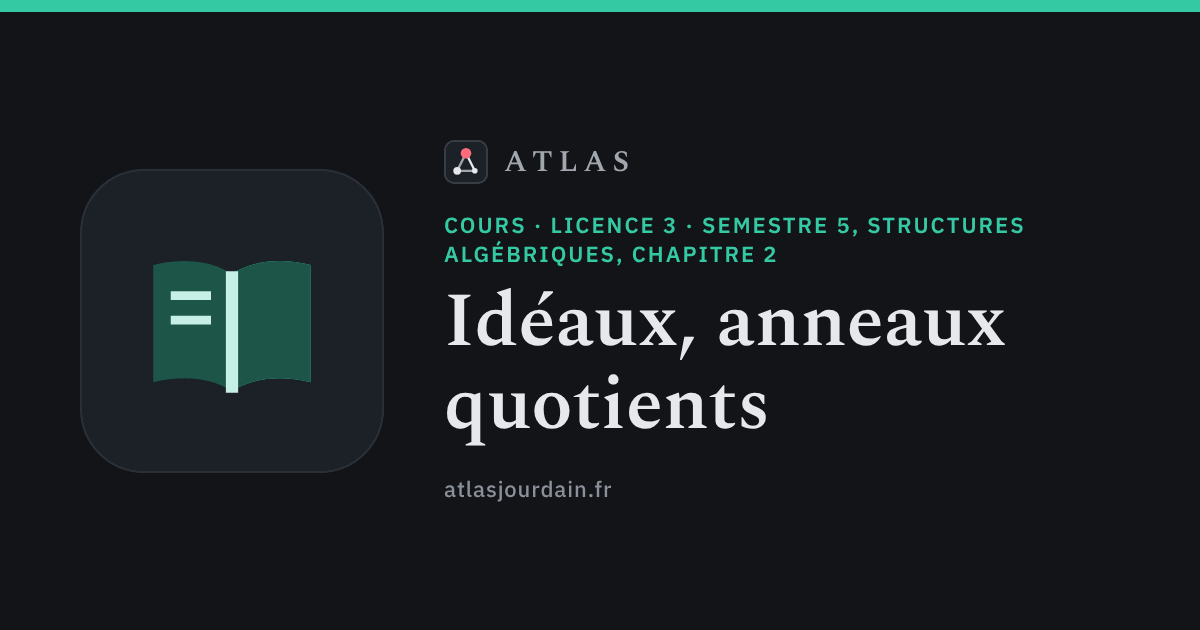 ATLAS
COURS · LICENCE 3 · SEMESTRE 5, STRUCTURES
ALGÉBRIQUES, CHAPITRE 2
Idéaux, anneaux
quotients
atlasjourdain.fr